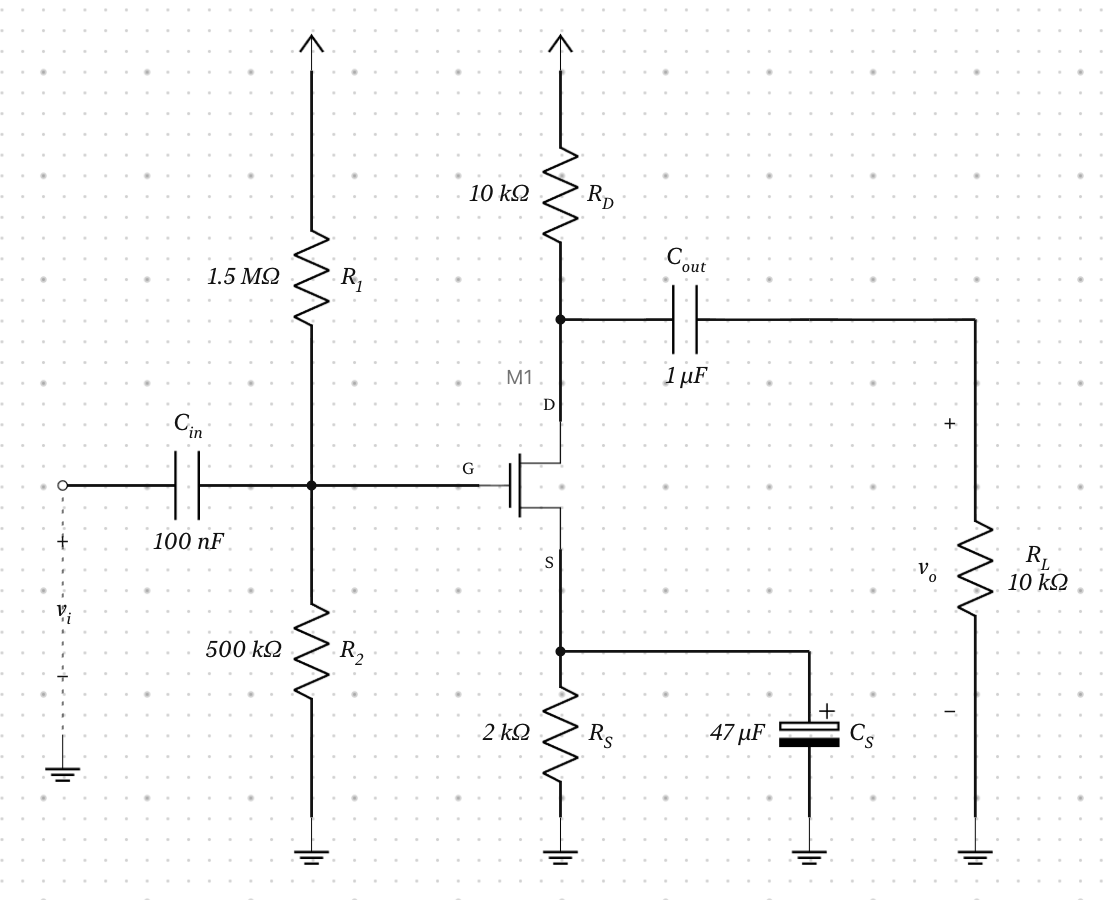 10 kΩ
R_D
C_out
1.5 MΩ
R_1
1 μF
M1
D
C_in
+
G
100 nF
+
S
R_L
v_o
10 kΩ
v_i
500 kΩ
R_2
−
+
−
2 kΩ
R_S
47 μF
C_S